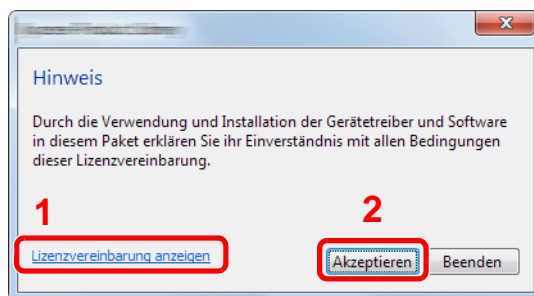 Hinweis
Durch die Verwendung und Installation der Gerätetreiber und Software
in diesem Paket erklären Sie ihr Einverständnis mit allen Bedingungen
dieser Lizenzvereinbarung.
1
2
Lizenzvereinbarung anzeigen
Akzeptieren Beenden